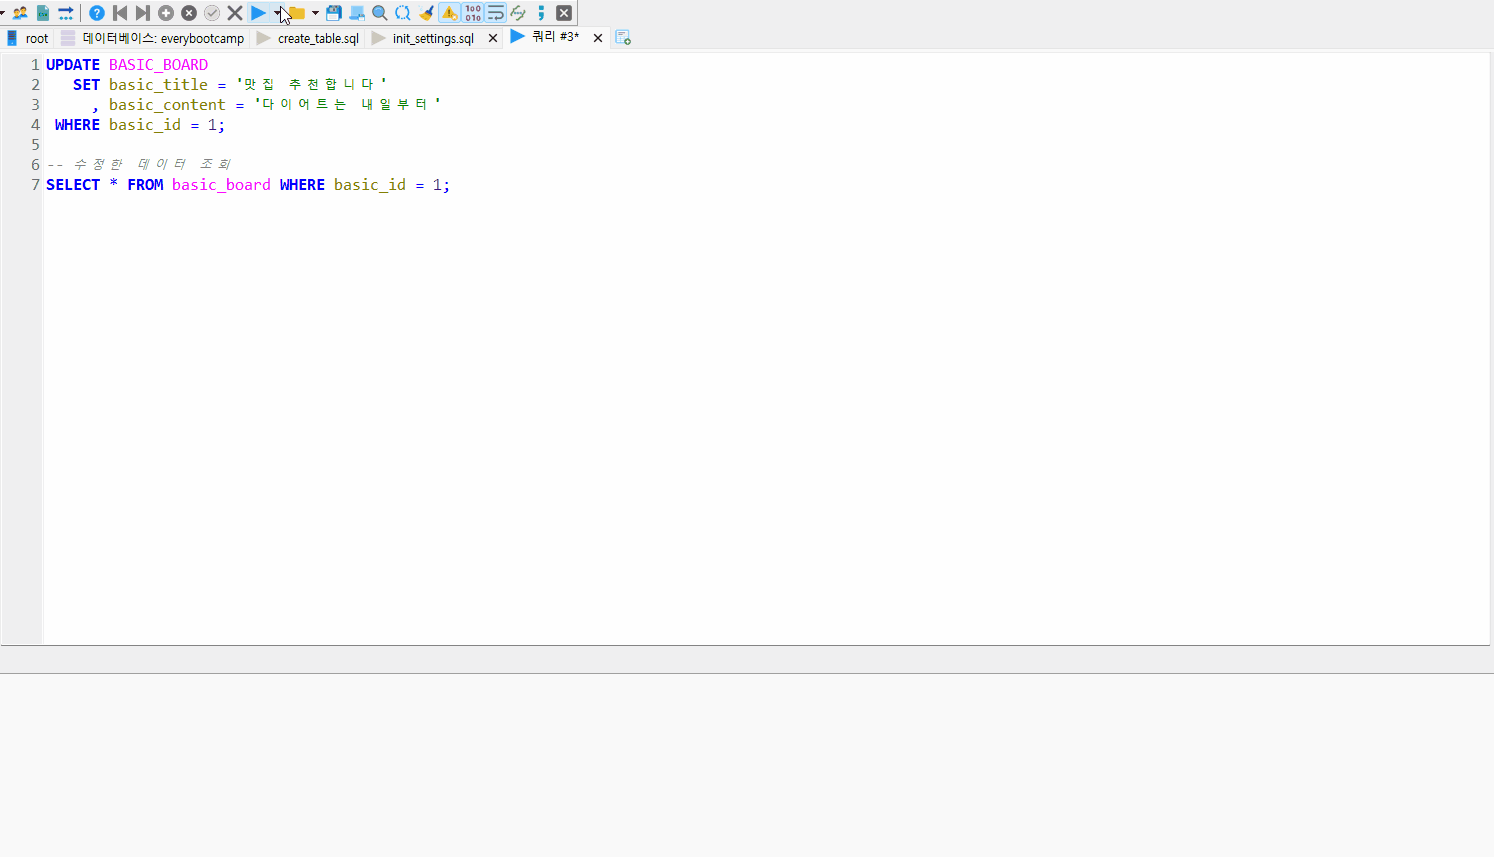 root 데이터베이스: everybootcamp create_table.sql init_settings.sql 쿼리 #3*
1 UPDATE BASIC_BOARD
2 SET basic_title = '맛집 추천합니다'
3 , basic_content = '다이어트는 내일부터'
4 WHERE basic_id = 1;
5
6 -- 수정한 데이터 조회
7 SELECT * FROM basic_board WHERE basic_id = 1;